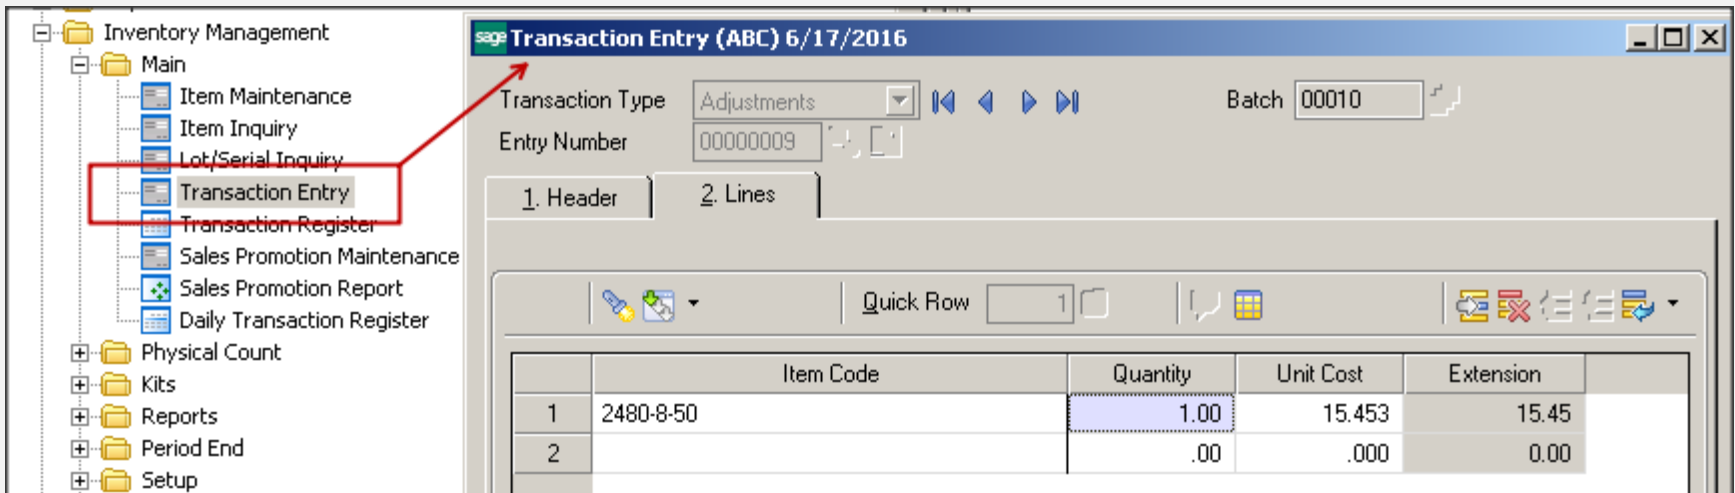 Inventory Management
Main
Item Maintenance
Item Inquiry
Lot/Serial Inquiry
Transaction Entry
Transaction Register
Sales Promotion Maintenance
Sales Promotion Report
Daily Transaction Register
Physical Count
Kits
Reports
Period End
Setup
sage Transaction Entry (ABC) 6/17/2016
Transaction Type Adjustments Batch 00010
Entry Number 00000009
1. Header 2. Lines
Quick Row 1
Item Code Quantity Unit Cost Extension
1 2480-8-50 1.00 15.453 15.45
2 .00 .000 0.00